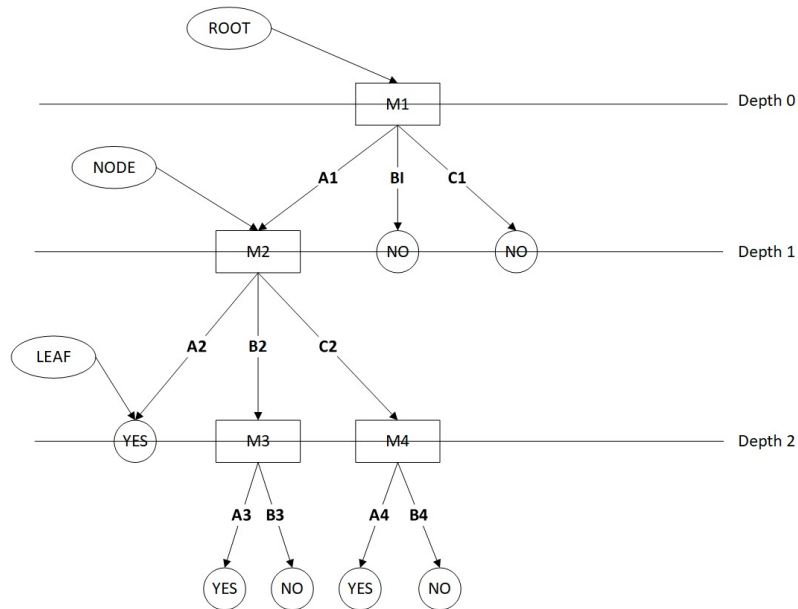 ROOT
M1
Depth 0
NODE
A1
BI
C1
M2
NO
NO
Depth 1
LEAF
A2
B2
C2
YES
M3
M4
Depth 2
A3
B3
A4
B4
YES
NO
YES
NO